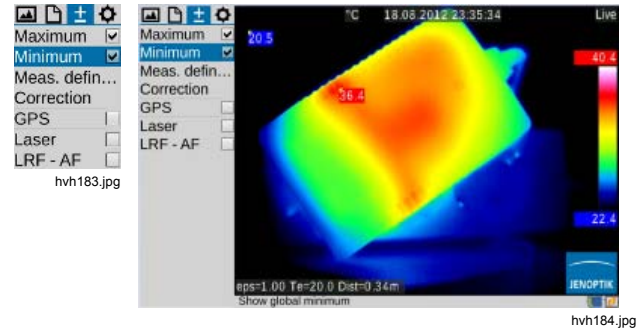 Maximum
Minimum
Meas. defin...
Correction
GPS
Laser
LRF - AF
hvh183.jpg
Maximum
Minimum
Meas. defin...
Correction
GPS
Laser
LRF - AF
°C 18.08.2012 23:35:34 Live
20.5
40.4
36.4
22.4
JENOPTIK
eps=1.00 Te=20.0 Dist=0.34m
Show global minimum
hvh184.jpg